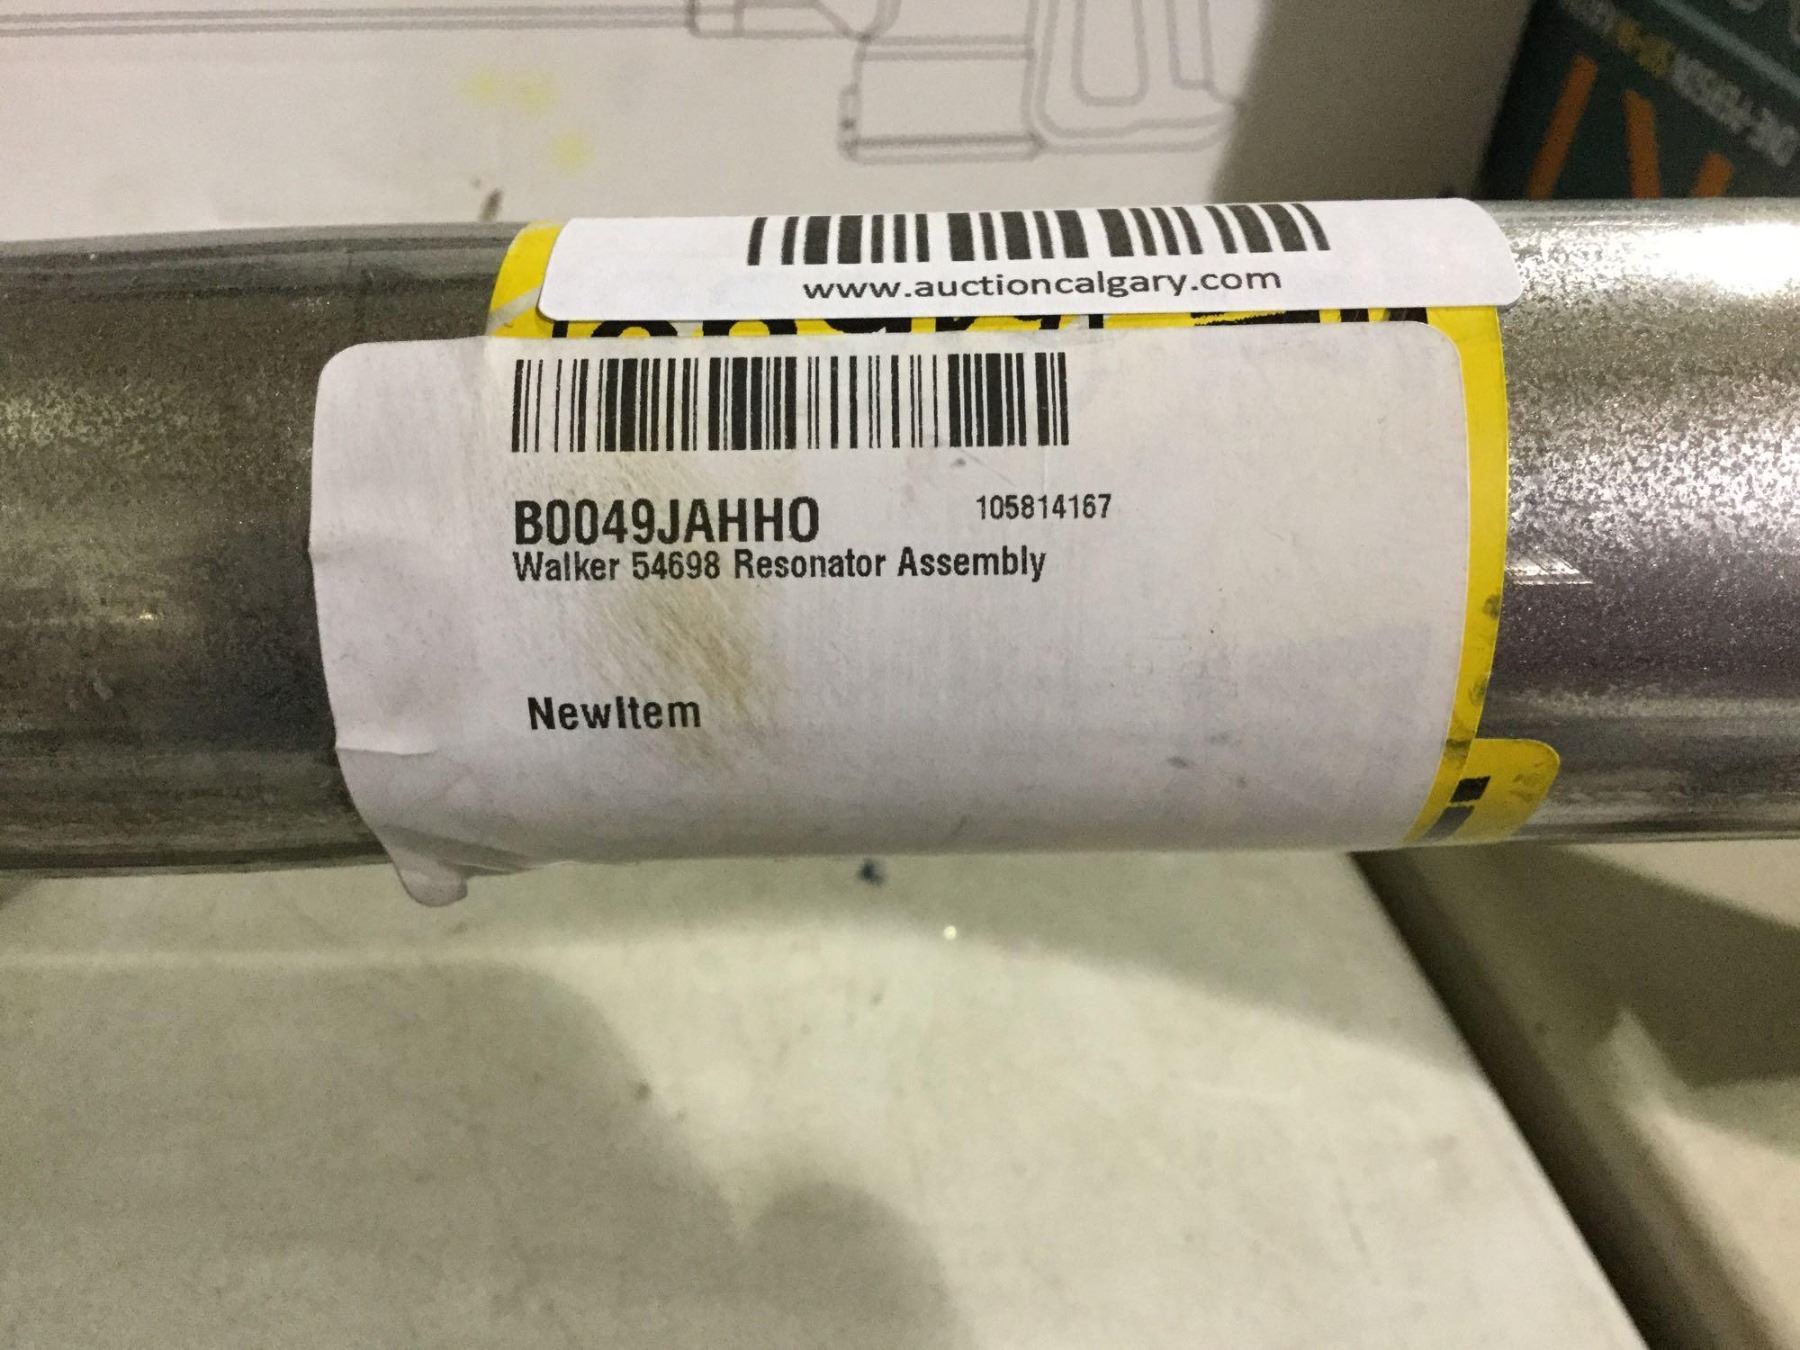 www.auctioncalgary.com
B0049JAHHO 105814167
Walker 54698 Resonator Assembly
NewItem